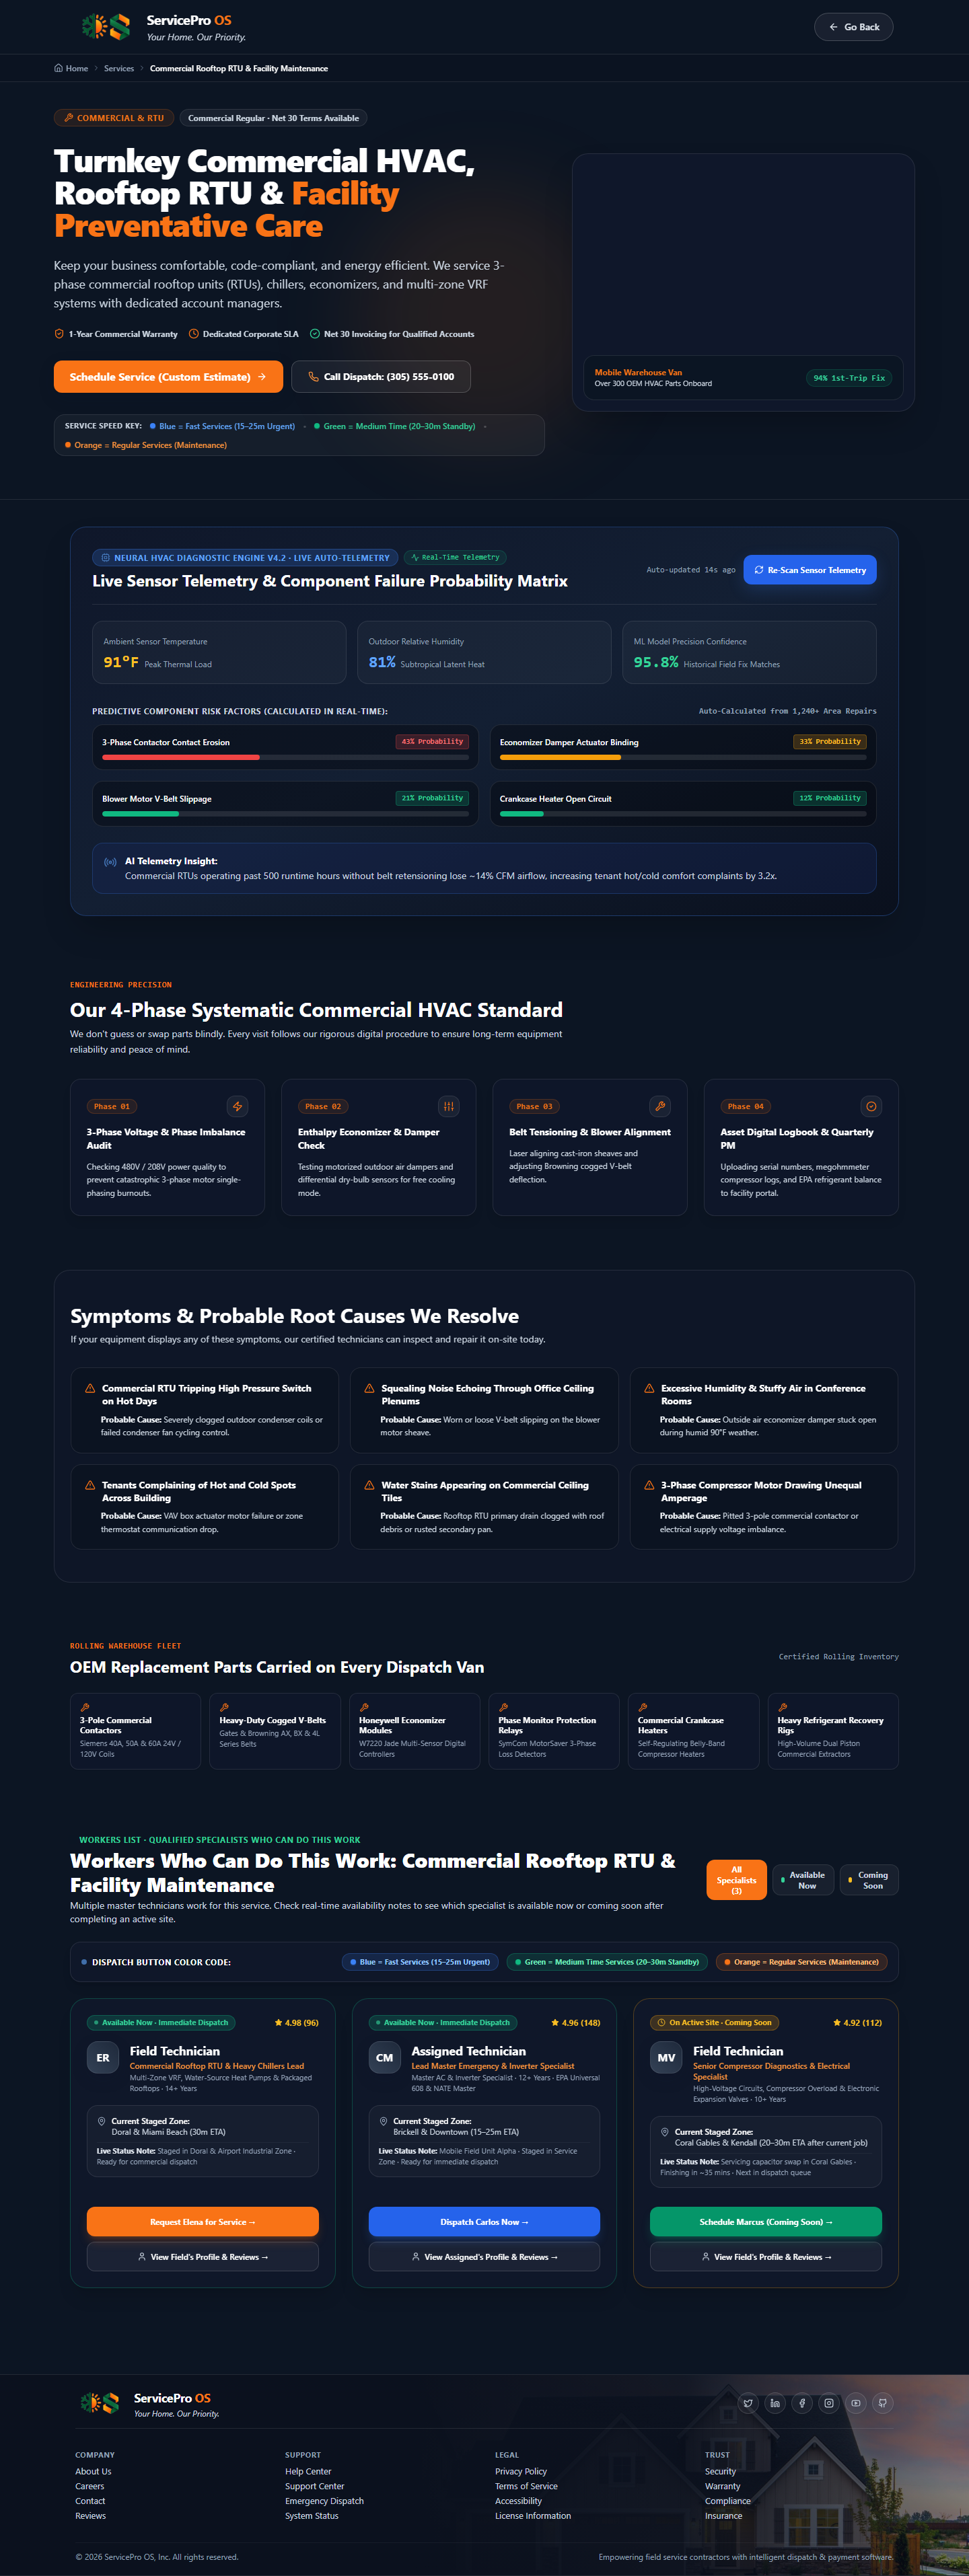 ServicePro OS
Your Home. Our Priority.
Go Back
Home
Services
Commercial Rooftop RTU & Facility Maintenance
COMMERCIAL & RTU
Commercial Regular · Net 30 Terms Available
Turnkey Commercial HVAC,
Rooftop RTU & Facility
Preventative Care
Keep your business comfortable, code-compliant, and energy efficient. We service 3-
phase commercial rooftop units (RTUs), chillers, economizers, and multi-zone VRF
systems with dedicated account managers.
1-Year Commercial Warranty
Dedicated Corporate SLA
Net 30 Invoicing for Qualified Accounts
Schedule Service (Custom Estimate) →
Call Dispatch: (305) 555-0100
Mobile Warehouse Van
Over 300 OEM HVAC Parts Onboard
94% 1st-Trip Fix
SERVICE SPEED KEY:
Blue = Fast Services (15–25m Urgent) ·
Green = Medium Time (20–30m Standby) ·
Orange = Regular Services (Maintenance)
NEURAL HVAC DIAGNOSTIC ENGINE V4.2 · LIVE AUTO-TELEMETRY
Real-Time Telemetry
Live Sensor Telemetry & Component Failure Probability Matrix
Auto-updated 14s ago
Re-Scan Sensor Telemetry
Ambient Sensor Temperature
91°F Peak Thermal Load
Outdoor Relative Humidity
81% Subtropical Latent Heat
ML Model Precision Confidence
95.8% Historical Field Fix Matches
PREDICTIVE COMPONENT RISK FACTORS (CALCULATED IN REAL-TIME):
Auto-Calculated from 1,240+ Area Repairs
3-Phase Contactor Contact Erosion
43% Probability
Economizer Damper Actuator Binding
33% Probability
Blower Motor V-Belt Slippage
21% Probability
Crankcase Heater Open Circuit
12% Probability
AI Telemetry Insight:
Commercial RTUs operating past 500 runtime hours without belt retensioning lose ~14% CFM airflow, increasing tenant hot/cold comfort complaints by 3.2x.
ENGINEERING PRECISION
Our 4-Phase Systematic Commercial HVAC Standard
We don't guess or swap parts blindly. Every visit follows our rigorous digital procedure to ensure long-term equipment
reliability and peace of mind.
Phase 01
3-Phase Voltage & Phase Imbalance
Audit
Checking 480V / 208V power quality to
prevent catastrophic 3-phase motor single-
phasing burnouts.
Phase 02
Enthalpy Economizer & Damper
Check
Testing motorized outdoor air dampers and
differential dry-bulb sensors for free cooling
mode.
Phase 03
Belt Tensioning & Blower Alignment
Laser aligning cast-iron sheaves and
adjusting Browning cogged V-belt
deflection.
Phase 04
Asset Digital Logbook & Quarterly
PM
Uploading serial numbers, megohmmeter
compressor logs, and EPA refrigerant balance
to facility portal.
Symptoms & Probable Root Causes We Resolve
If your equipment displays any of these symptoms, our certified technicians can inspect and repair it on-site today.
Commercial RTU Tripping High Pressure Switch
on Hot Days
Probable Cause: Severely clogged outdoor condenser coils or
failed condenser fan cycling control.
Squealing Noise Echoing Through Office Ceiling
Plenums
Probable Cause: Worn or loose V-belt slipping on the blower
motor sheave.
Excessive Humidity & Stuffy Air in Conference
Rooms
Probable Cause: Outside air economizer damper stuck open
during humid 90°F weather.
Tenants Complaining of Hot and Cold Spots
Across Building
Probable Cause: VAV box actuator motor failure or zone
thermostat communication drop.
Water Stains Appearing on Commercial Ceiling
Tiles
Probable Cause: Rooftop RTU primary drain clogged with roof
debris or rusted secondary pan.
3-Phase Compressor Motor Drawing Unequal
Amperage
Probable Cause: Pitted 3-pole commercial contactor or
electrical supply voltage imbalance.
ROLLING WAREHOUSE FLEET
OEM Replacement Parts Carried on Every Dispatch Van
Certified Rolling Inventory
3-Pole Commercial
Contactors
Siemens 40A, 50A & 60A 24V /
120V Coils
Heavy-Duty Cogged V-Belts
Gates & Browning AX, BX & 4L
Series Belts
Honeywell Economizer
Modules
W7220 Jade Multi-Sensor Digital
Controllers
Phase Monitor Protection
Relays
SymCom MotorSaver 3-Phase
Loss Detectors
Commercial Crankcase
Heaters
Self-Regulating Belly-Band
Compressor Heaters
Heavy Refrigerant Recovery
Rigs
High-Volume Dual Piston
Commercial Extractors
WORKERS LIST · QUALIFIED SPECIALISTS WHO CAN DO THIS WORK
Workers Who Can Do This Work: Commercial Rooftop RTU &
Facility Maintenance
Multiple master technicians work for this service. Check real-time availability notes to see which specialist is available now or coming soon after
completing an active site.
All
Specialists
(3)
Available
Now
Coming
Soon
DISPATCH BUTTON COLOR CODE:
Blue = Fast Services (15–25m Urgent)
Green = Medium Time Services (20–30m Standby)
Orange = Regular Services (Maintenance)
Available Now · Immediate Dispatch
4.98 (96)
ER
Field Technician
Commercial Rooftop RTU & Heavy Chillers Lead
Multi-Zone VRF, Water-Source Heat Pumps & Packaged
Rooftops · 14+ Years
Current Staged Zone:
Doral & Miami Beach (30m ETA)
Live Status Note: Staged in Doral & Airport Industrial Zone ·
Ready for commercial dispatch
Request Elena for Service →
View Field's Profile & Reviews →
Available Now · Immediate Dispatch
4.96 (148)
CM
Assigned Technician
Lead Master Emergency & Inverter Specialist
Master AC & Inverter Specialist · 12+ Years · EPA Universal
608 & NATE Master
Current Staged Zone:
Brickell & Downtown (15–25m ETA)
Live Status Note: Mobile Field Unit Alpha · Staged in Service
Zone · Ready for immediate dispatch
Dispatch Carlos Now →
View Assigned's Profile & Reviews →
On Active Site · Coming Soon
4.92 (112)
MV
Field Technician
Senior Compressor Diagnostics & Electrical
Specialist
High-Voltage Circuits, Compressor Overload & Electronic
Expansion Valves · 10+ Years
Current Staged Zone:
Coral Gables & Kendall (20–30m ETA after current job)
Live Status Note: Servicing capacitor swap in Coral Gables ·
Finishing in ~35 mins · Next in dispatch queue
Schedule Marcus (Coming Soon) →
View Field's Profile & Reviews →
ServicePro OS
Your Home. Our Priority.
COMPANY
About Us
Careers
Contact
Reviews
SUPPORT
Help Center
Support Center
Emergency Dispatch
System Status
LEGAL
Privacy Policy
Terms of Service
Accessibility
License Information
TRUST
Security
Warranty
Compliance
Insurance
© 2026 ServicePro OS, Inc. All rights reserved.
Empowering field service contractors with intelligent dispatch & payment software.